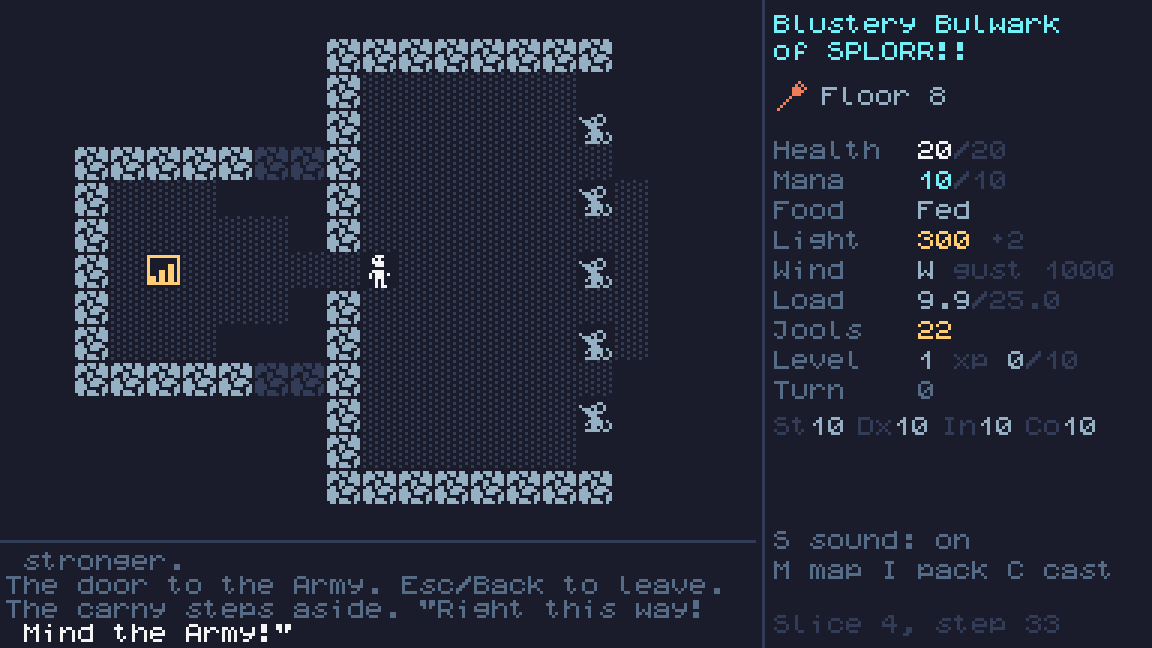 Blustery Bulwark
of SPLORR!!
Floor 8
Health 20/20
Mana 10/10
Food Fed
Light 300 +2
Wind W gust 1000
Load 9.9/25.0
Jools 22
Level 1 xp 0/10
Turn 0
St10 Dx10 In10 Co10
S sound: on
M map I pack C cast
Slice 4, step 33
stronger.
The door to the Army. Esc/Back to leave.
The carny steps aside. "Right this way!
Mind the Army!"